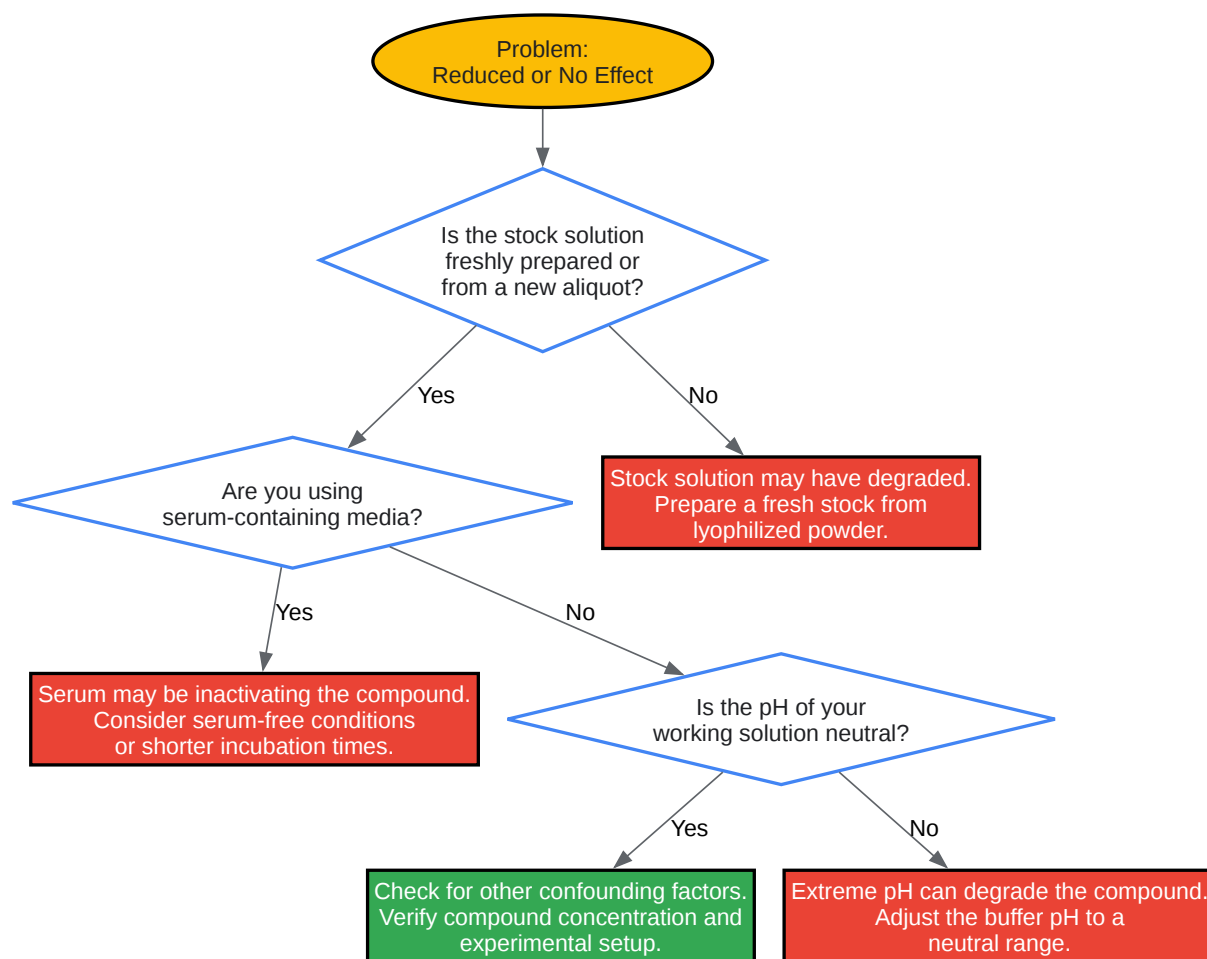 Problem:
Reduced or No Effect
Is the stock solution
freshly prepared or
from a new aliquot?
Yes
No
Are you using
serum-containing media?
Stock solution may have degraded.
Prepare a fresh stock from
lyophilized powder.
Yes
No
Serum may be inactivating the compound.
Consider serum-free conditions
or shorter incubation times.
Is the pH of your
working solution neutral?
Yes
No
Check for other confounding factors.
Verify compound concentration and
experimental setup.
Extreme pH can degrade the compound.
Adjust the buffer pH to a
neutral range.